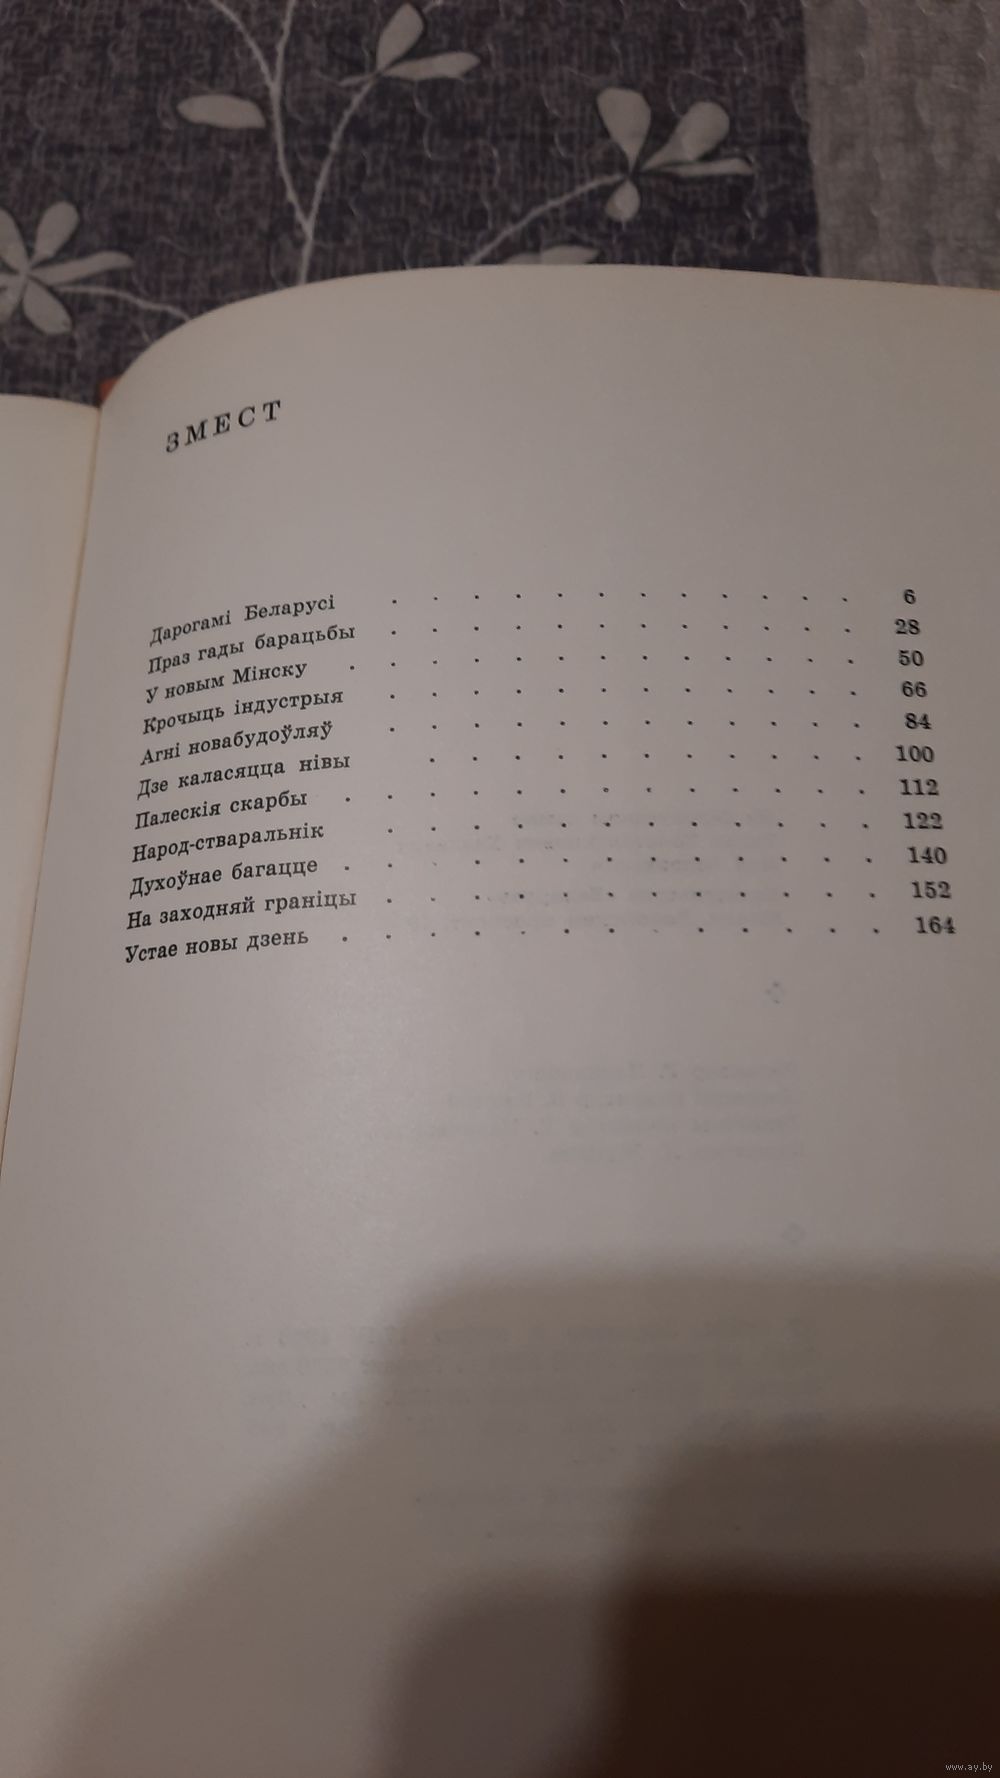 ЗМЕСТ
Дарогамі Беларусі . . . . . . . . . . . . 6
Праз гады барацьбы . . . . . . . . . . . . 28
У новым Мінску . . . . . . . . . . . . . 50
Крочыць індустрыя . . . . . . . . . . . . 66
Агні новабудоўляў . . . . . . . . . . . . 84
Дзе каласяцца нівы . . . . . . . . . . . 100
Палескія скарбы . . . . . . . . . . . . . 112
Народ-стваральнік . . . . . . . . . . . . 122
Духоўнае багацце . . . . . . . . . . . . . 140
На заходняй граніцы . . . . . . . . . . . . 152
Устае новы дзень . . . . . . . . . . . . . 164
www.ay.by